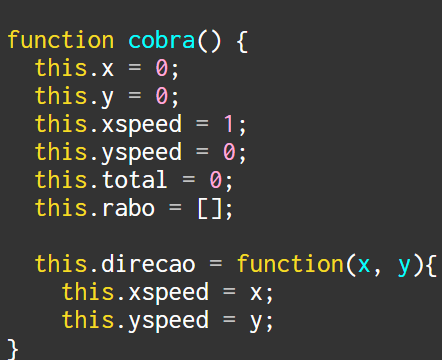 function cobra() {
  this.x = 0;
  this.y = 0;
  this.xspeed = 1;
  this.yspeed = 0;
  this.total = 0;
  this.rabo = [];

  this.direcao = function(x, y){
    this.xspeed = x;
    this.yspeed = y;
}